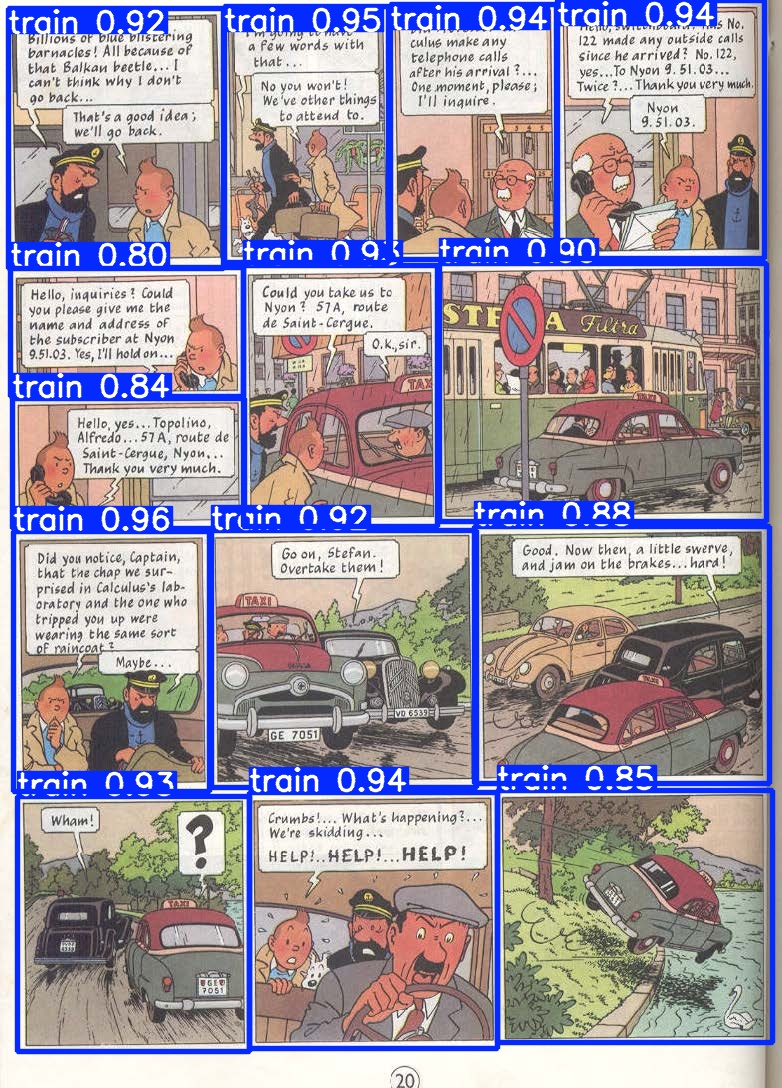 train 0.92
Billions of blue blistering
barnacles! All because of
that Balkan beetle... I
can't think why I don't
go back...
That's a good idea;
we'll go back.
train 0.95
a few words with
that...
No you won't!
We've other things
to attend to.
train 0.94
culus make any
telephone calls
after his arrival?...
One moment, please;
I'll inquire.
train 0.94
122 made any outside calls
since he arrived? No. 122,
yes...To Nyon 9.51.03...
Twice?...Thank you very much.
Nyon
9.51.03.
train 0.80
Hello, inquiries? Could
you please give me the
name and address of
the subscriber at Nyon
9.51.03. Yes, I'll hold on...
train 0.84
Hello, yes...Topolino,
Alfredo...57A, route de
Saint-Cergue, Nyon...
Thank you very much.
train 0.93
Could you take us to
Nyon? 57A, route
de Saint-Cergue.
O.K., sir.
TAXI
train 0.90
STE A Filtra
TAXI
train 0.96
Did you notice, Captain,
that the chap we sur-
prised in Calculus's lab-
oratory and the one who
tripped you up were
wearing the same sort
of raincoat?
Maybe...
train 0.92
Go on, Stefan.
Overtake them!
TAXI
GE 7051
VD 6539
train 0.88
Good. Now then, a little swerve,
and jam on the brakes...hard!
TAXI
train 0.93
Wham!
?
TAXI
GE
7051
train 0.94
Crumbs!... What's happening?...
We're skidding...
HELP!..HELP!...HELP!
train 0.85
20